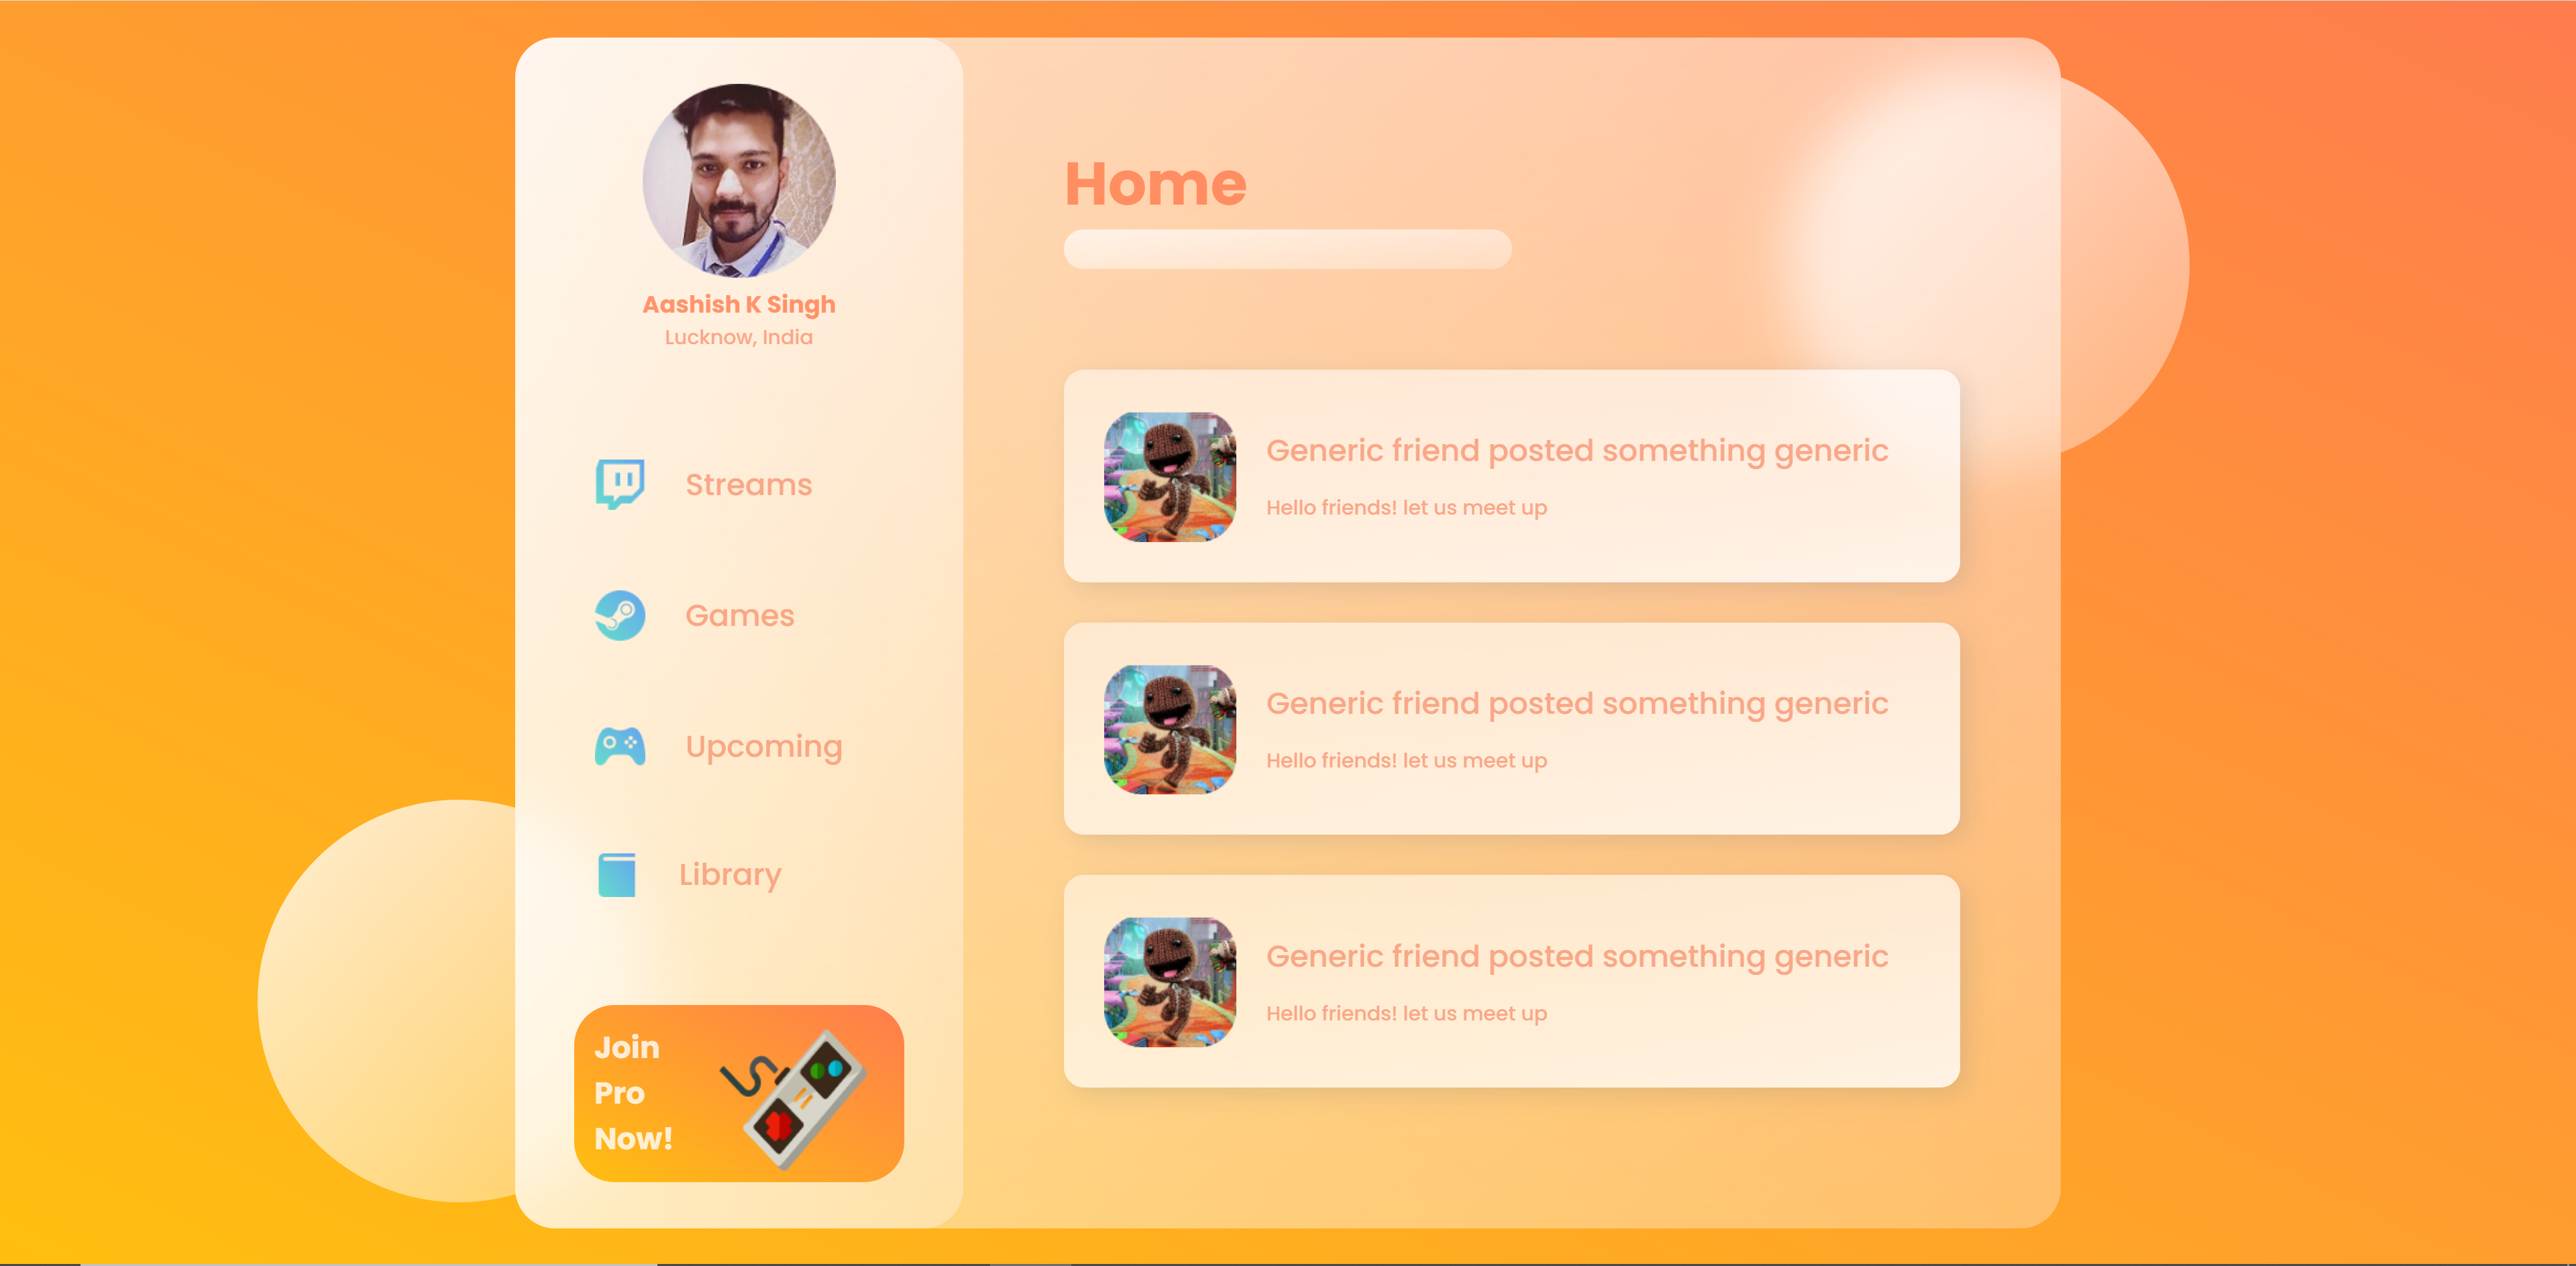 Aashish K Singh
Lucknow, India
Streams
Games
Upcoming
Library
Join
Pro
Now!
Home
Generic friend posted something generic
Hello friends! let us meet up
Generic friend posted something generic
Hello friends! let us meet up
Generic friend posted something generic
Hello friends! let us meet up